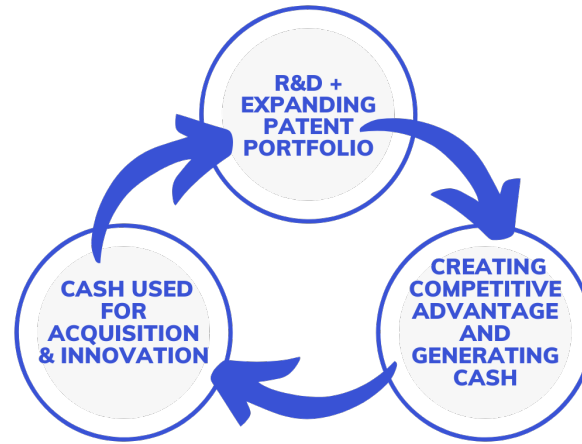 R&D +
EXPANDING
PATENT
PORTFOLIO
CREATING
COMPETITIVE
ADVANTAGE
AND
GENERATING
CASH
CASH USED
FOR
ACQUISITION
& INNOVATION